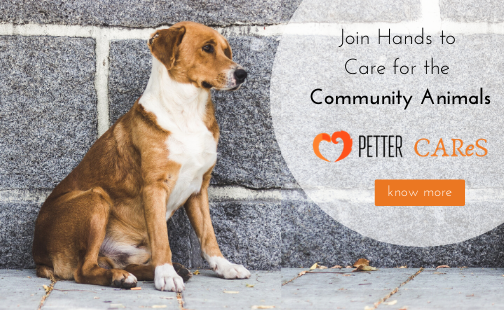 Join Hands to
Care for the
Community Animals
PETTER CAReS
know more